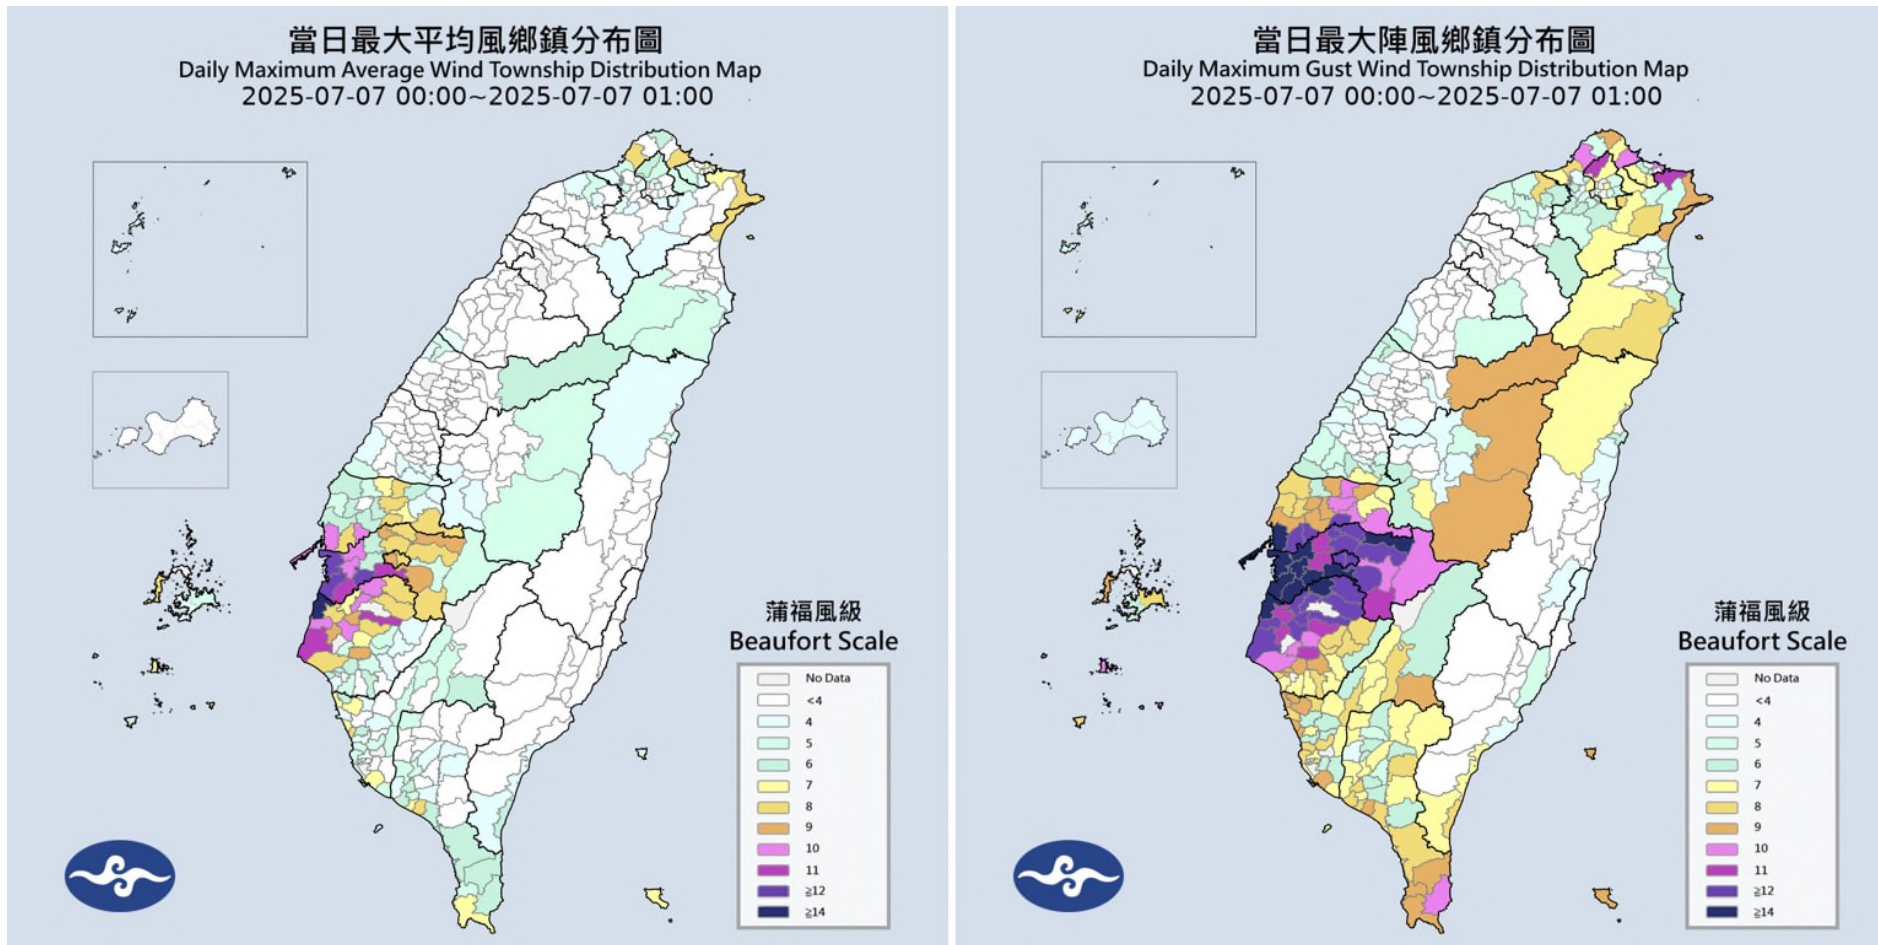 當日最大平均風鄉鎮分布圖
Daily Maximum Average Wind Township Distribution Map
2025-07-07 00:00~2025-07-07 01:00
蒲福風級
Beaufort Scale
No Data
<4
4
5
6
7
8
9
10
11
≧12
≧14
當日最大陣風鄉鎮分布圖
Daily Maximum Gust Wind Township Distribution Map
2025-07-07 00:00~2025-07-07 01:00
蒲福風級
Beaufort Scale
No Data
<4
4
5
6
7
8
9
10
11
≧12
≧14